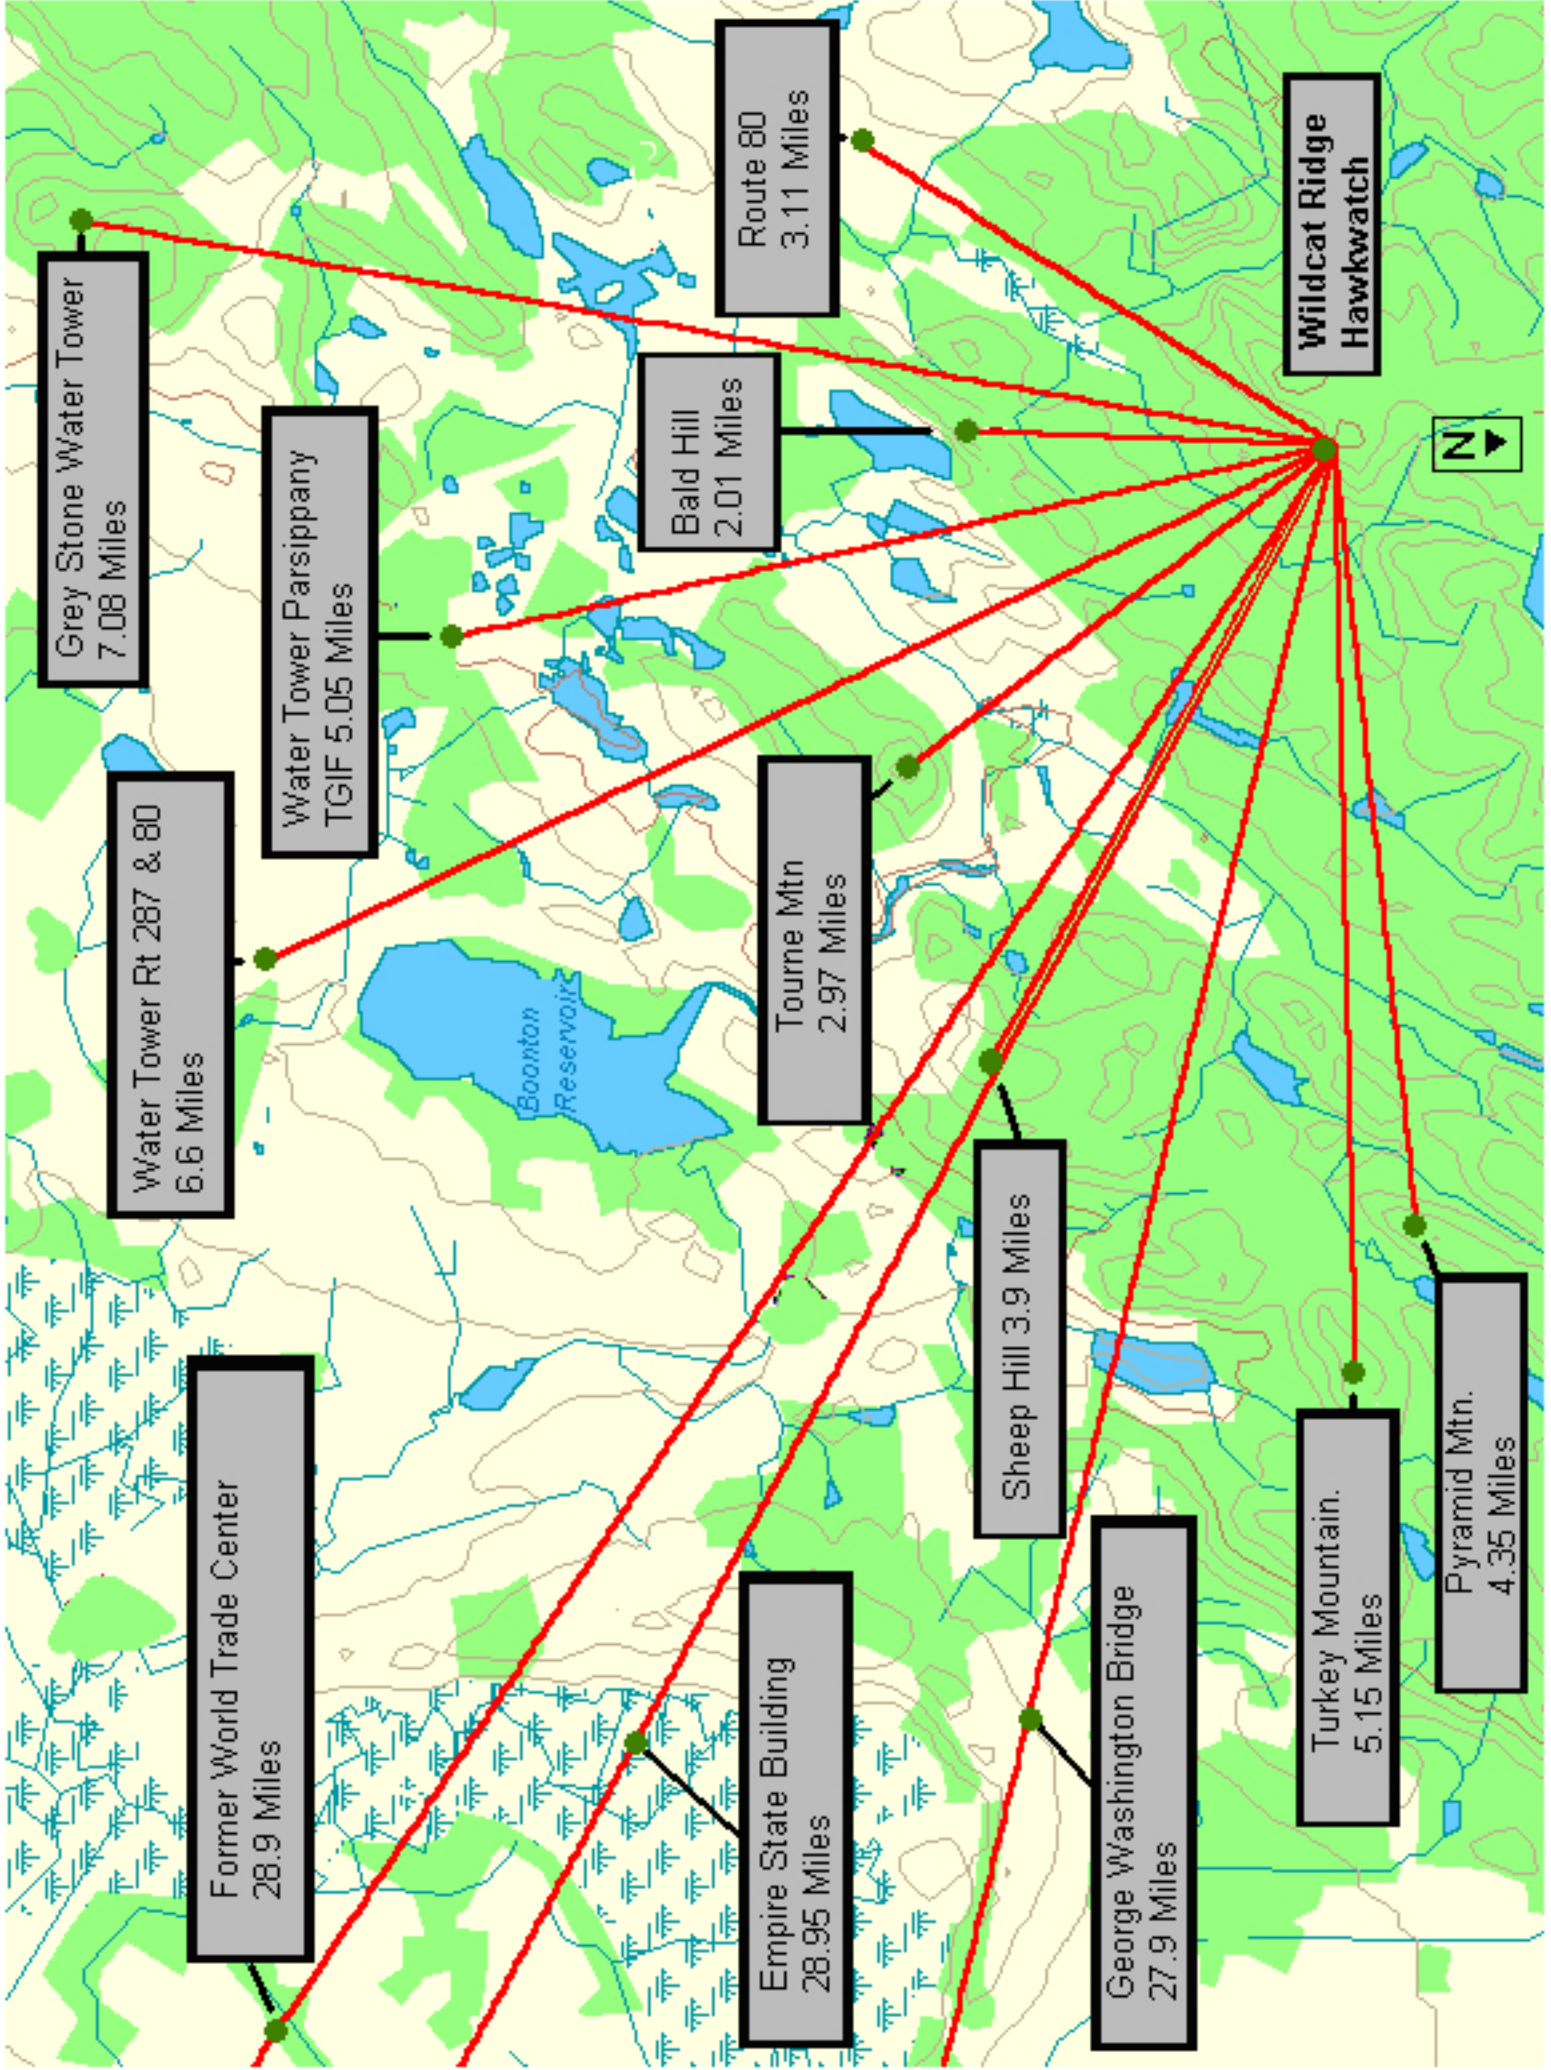 Grey Stone Water Tower
7.08 Miles
Water Tower Rt 287 & 80
6.6 Miles
Water Tower Parsippany
TGIF 5.05 Miles
Former World Trade Center
28.9 Miles
Boonton
Reservoir
Bald Hill
2.01 Miles
Route 80
3.11 Miles
Tourne Mtn
2.97 Miles
Empire State Building
28.95 Miles
Sheep Hill 3.9 Miles
George Washington Bridge
27.9 Miles
Wildcat Ridge
Hawkwatch
Turkey Mountain.
5.15 Miles
Pyramid Mtn.
4.35 Miles
N